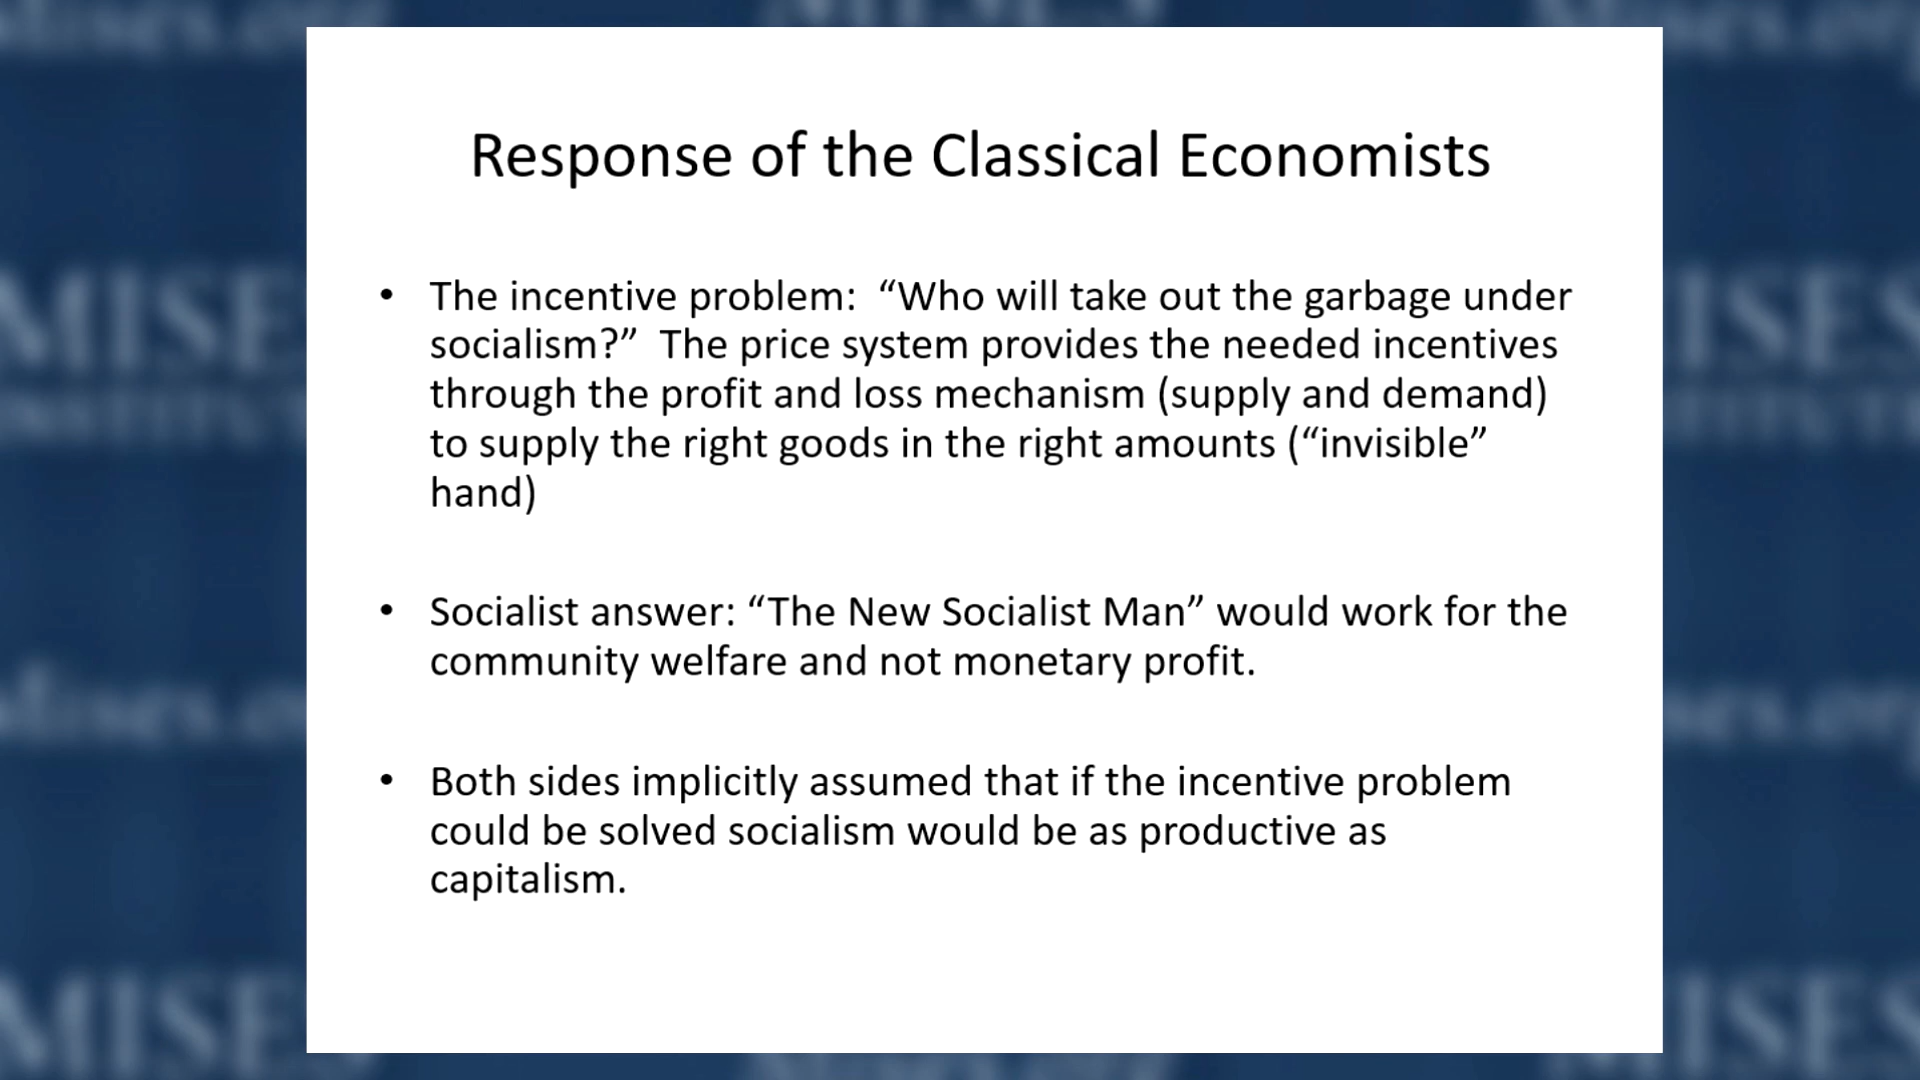 Response of the Classical Economists
• The incentive problem:  “Who will take out the garbage under
socialism?”  The price system provides the needed incentives
through the profit and loss mechanism (supply and demand)
to supply the right goods in the right amounts (“invisible”
hand)
• Socialist answer: “The New Socialist Man” would work for the
community welfare and not monetary profit.
• Both sides implicitly assumed that if the incentive problem
could be solved socialism would be as productive as
capitalism.